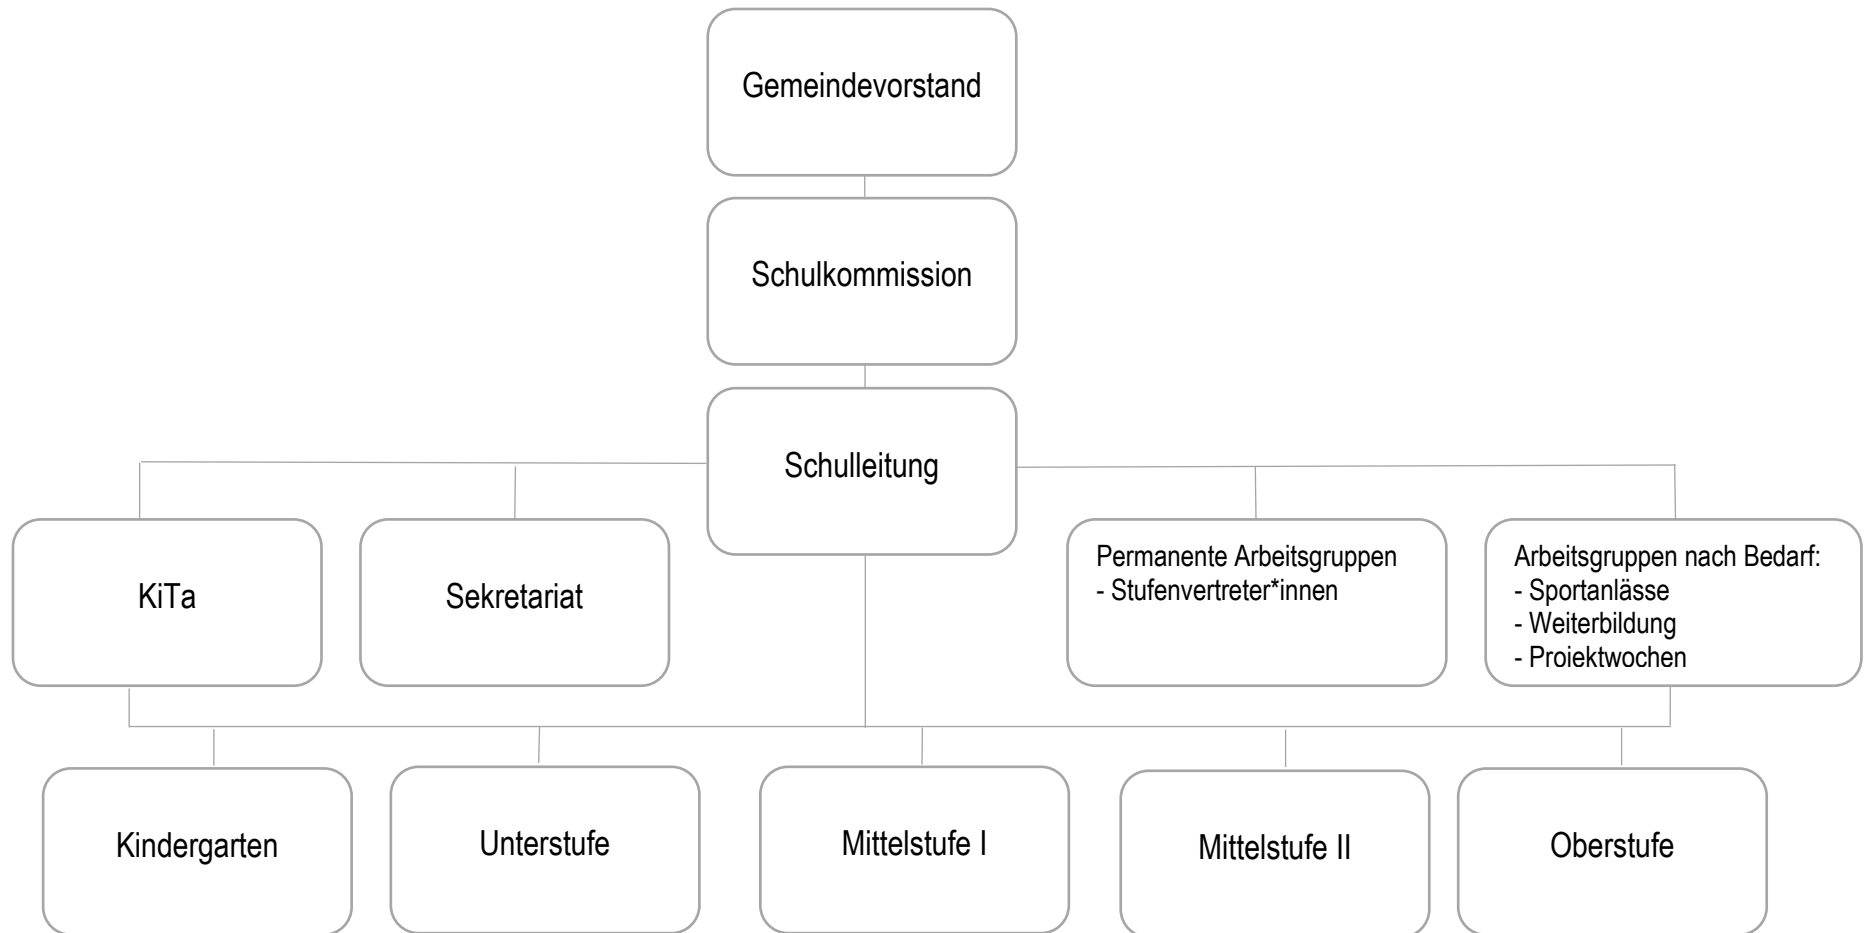 Gemeindevorstand
Schulkommission
Schulleitung
KiTa
Sekretariat
Permanente Arbeitsgruppen
- Stufenvertreter*innen
Arbeitsgruppen nach Bedarf:
- Sportanlässe
- Weiterbildung
- Proiektwochen
Kindergarten
Unterstufe
Mittelstufe I
Mittelstufe II
Oberstufe